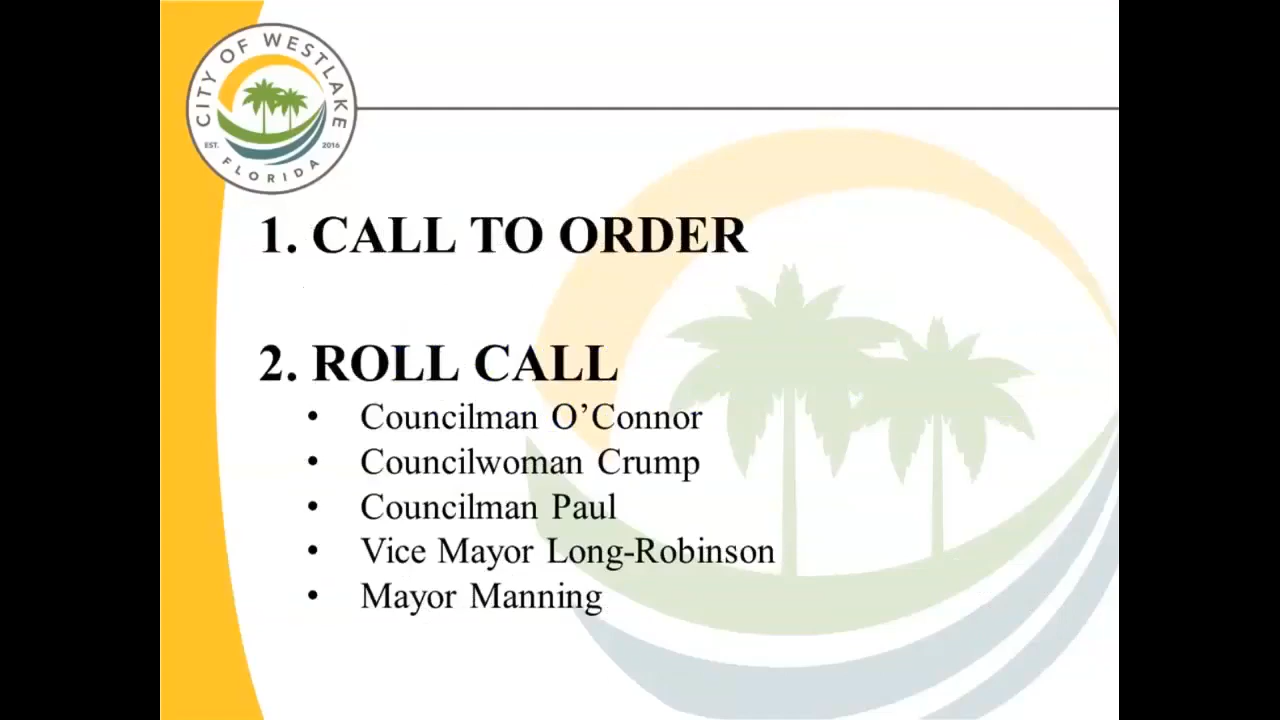 CITY OF WESTLAKE
EST. 2016
FLORIDA
1. CALL TO ORDER
2. ROLL CALL
• Councilman O’Connor
• Councilwoman Crump
• Councilman Paul
• Vice Mayor Long-Robinson
• Mayor Manning